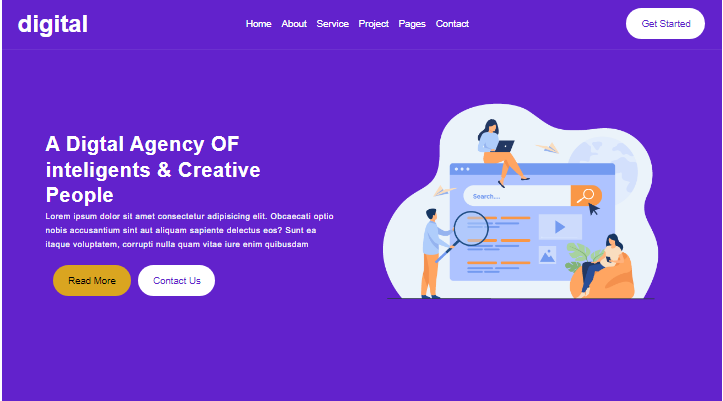 digital
Home About Service Project Pages Contact
Get Started
A Digtal Agency OF
inteligents & Creative
People
Lorem ipsum dolor sit amet consectetur adipisicing elit. Obcaecati optio
nobis accusantium sint aut aliquam sapiente delectus eos? Sunt ea
itaque voluptatem, corrupti nulla quam vitae iure enim quibusdam
Read More Contact Us
Search....